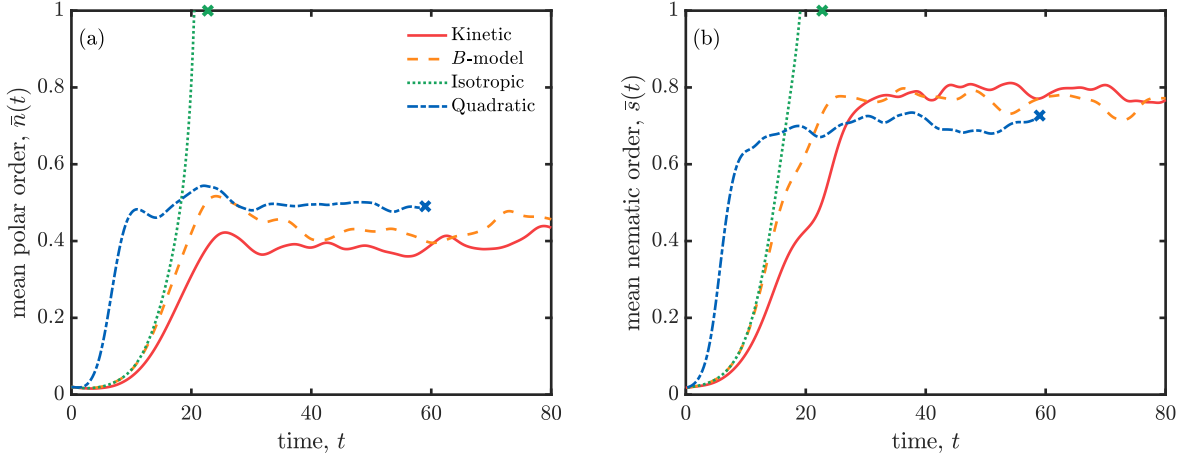 (a)
mean polar order, n̄(t)
1
0.8
0.6
0.4
0.2
0
0
20
40
60
80
time, t
Kinetic
B-model
Isotropic
Quadratic
(b)
mean nematic order, s̄(t)
1
0.8
0.6
0.4
0.2
0
0
20
40
60
80
time, t